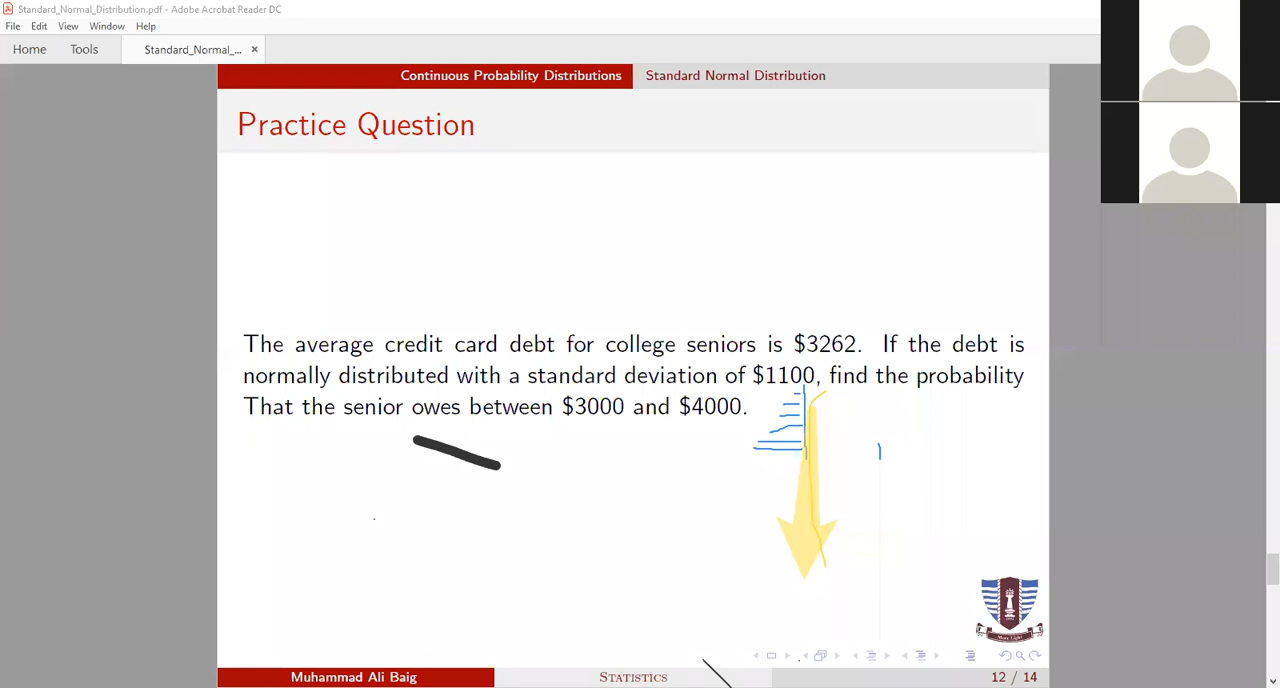 Standard_Normal_Distribution.pdf - Adobe Acrobat Reader DC
File Edit View Window Help
Home Tools Standard_Normal_... ×
Continuous Probability Distributions Standard Normal Distribution
Practice Question
The average credit card debt for college seniors is $3262. If the debt is
normally distributed with a standard deviation of $1100, find the probability
That the senior owes between $3000 and $4000.
Muhammad Ali Baig Statistics 12 / 14